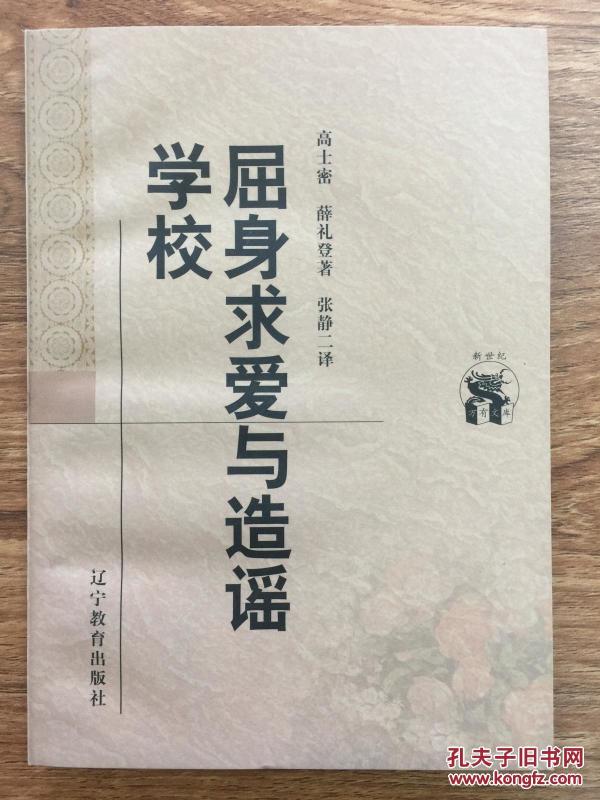 高士密 薛礼登著 张静二译
屈身求爱与造谣
学校
新世纪
万有文库
辽宁教育出版社
孔夫子旧书网
www.kongfz.com